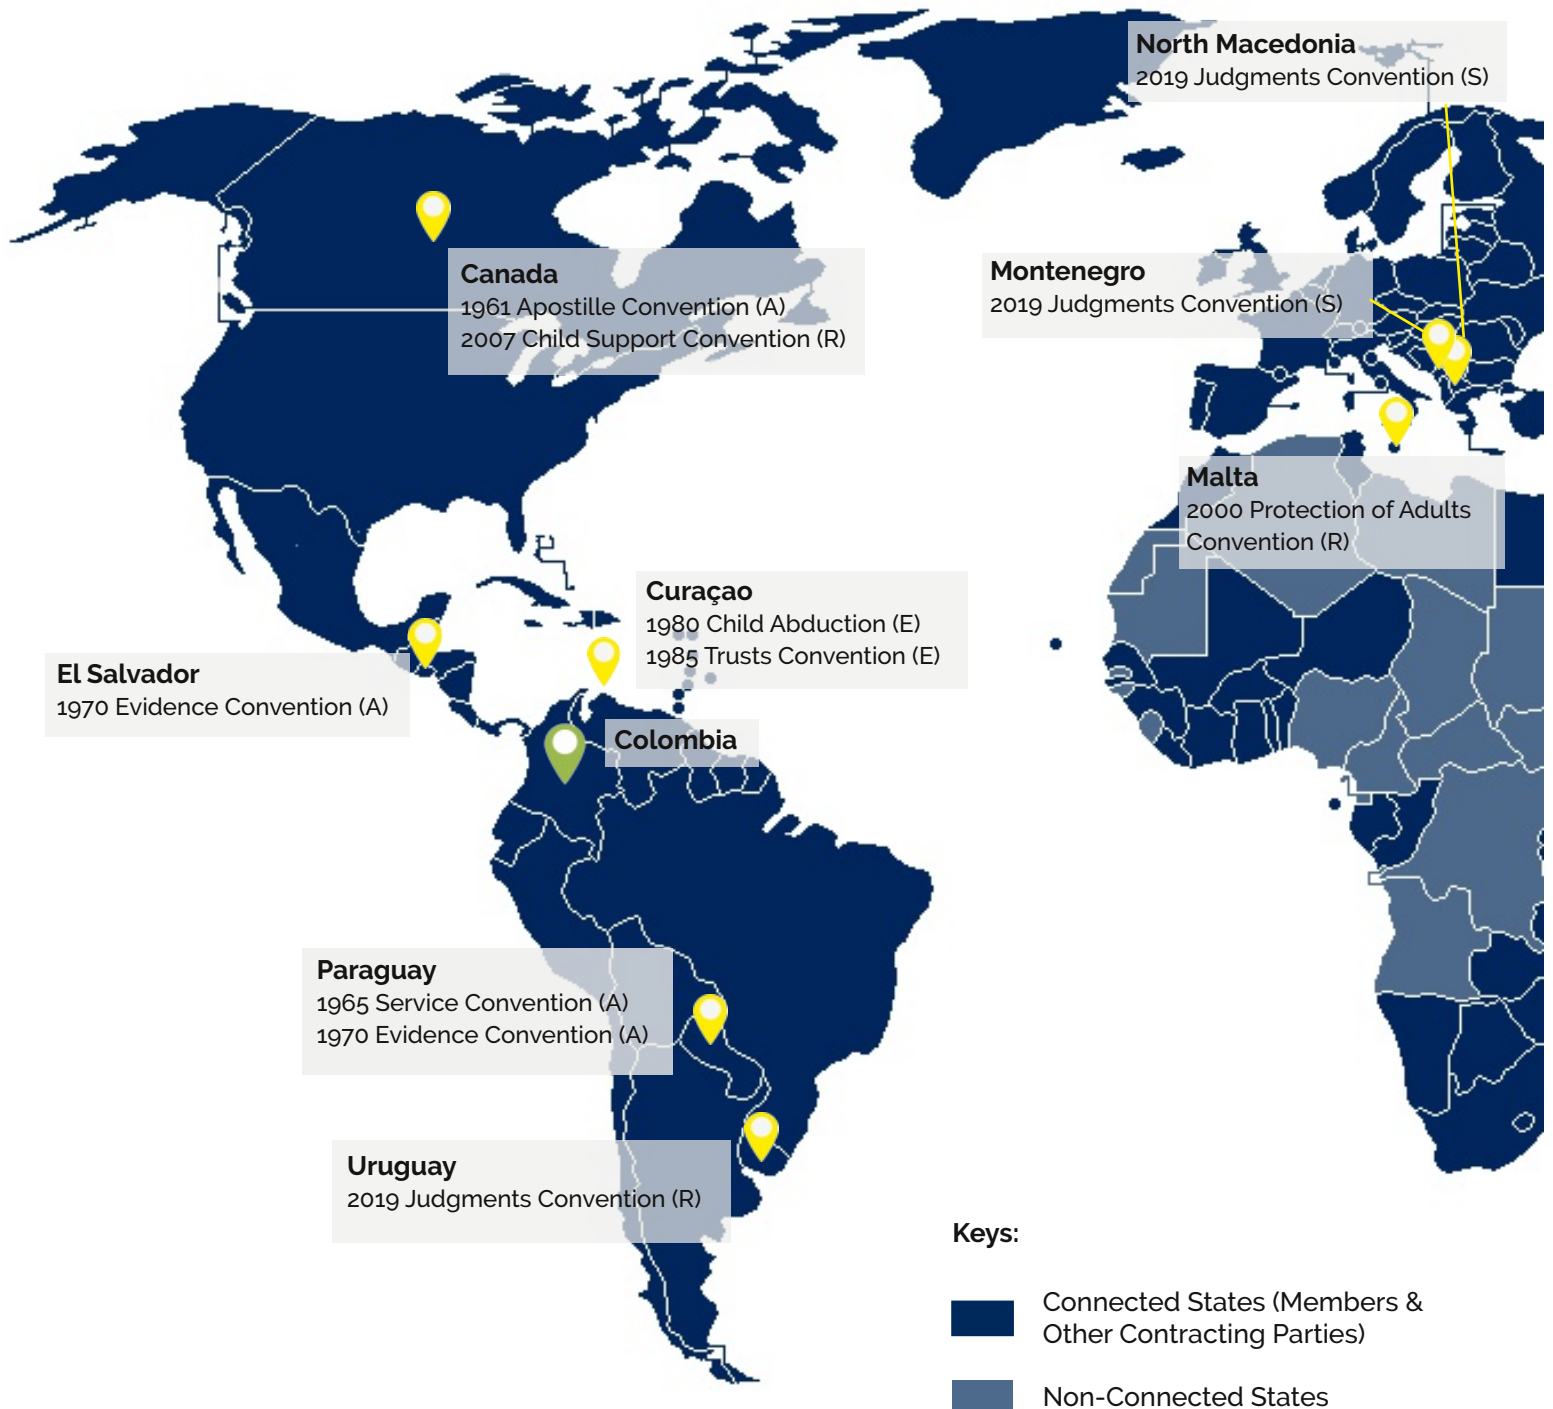 North Macedonia
2019 Judgments Convention (S)
Montenegro
2019 Judgments Convention (S)
Canada
1961 Apostille Convention (A)
2007 Child Support Convention (R)
Malta
2000 Protection of Adults
Convention (R)
Curaçao
1980 Child Abduction (E)
1985 Trusts Convention (E)
El Salvador
1970 Evidence Convention (A)
Colombia
Paraguay
1965 Service Convention (A)
1970 Evidence Convention (A)
Uruguay
2019 Judgments Convention (R)
Keys:
Connected States (Members &
Other Contracting Parties)
Non-Connected States